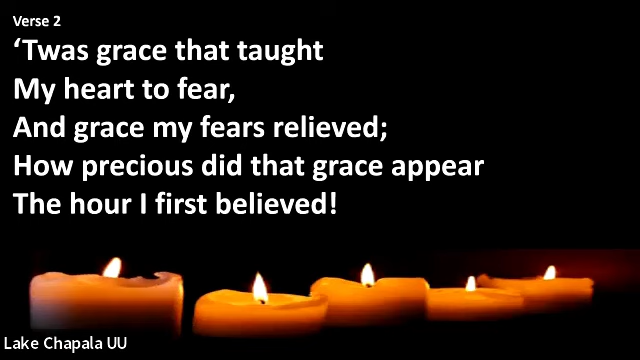 Verse 2
‘Twas grace that taught
My heart to fear,
And grace my fears relieved;
How precious did that grace appear
The hour I first believed!
Lake Chapala UU